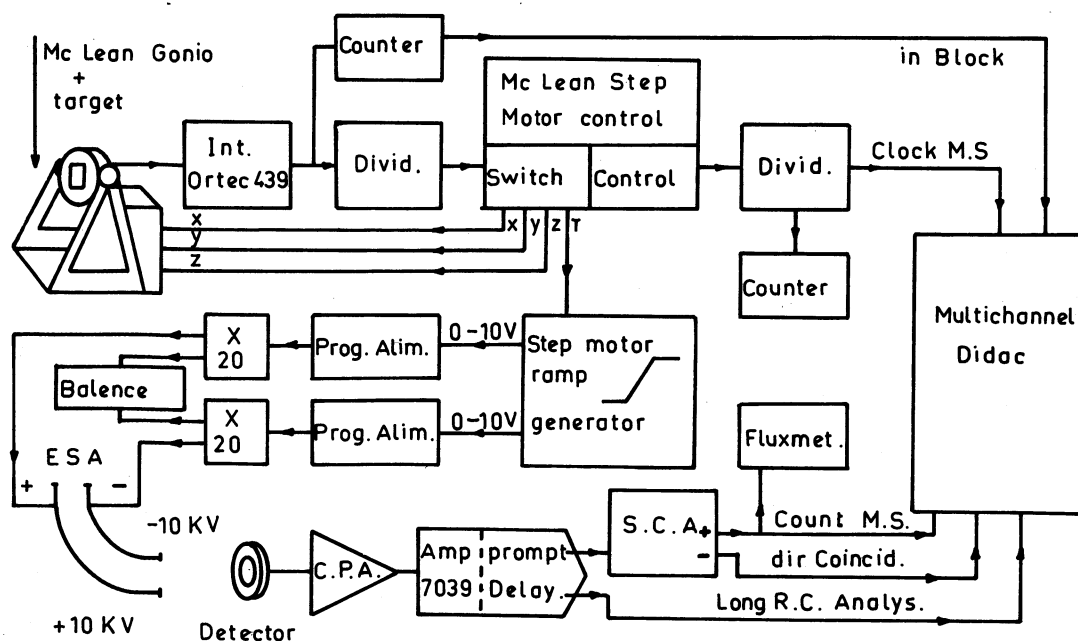 Mc Lean Gonio
+
target
Counter
in Block
Mc Lean Step
Motor control
Int.
Ortec 439
Divid.
Switch
Control
Divid.
Clock M.S
x
y
z
x y z T
Counter
Multichannel
Didac
X
20
Prog. Alim.
0-10V
Step motor
ramp
generator
Balence
X
20
Prog. Alim.
0-10V
Fluxmet.
E S A
+ -
-10 KV
+10 KV
Detector
C.P.A.
Amp
7039
prompt
Delay.
S.C.A.
+
-
Count M.S.
dir Coincid.
Long R.C. Analys.